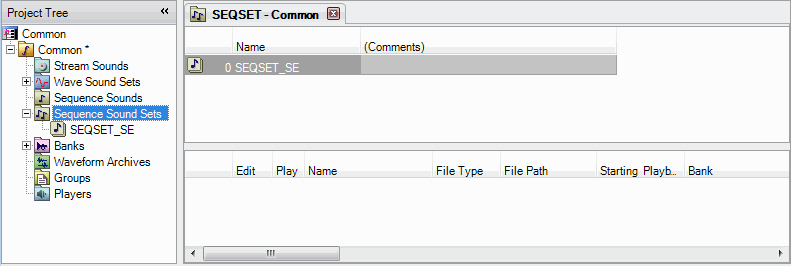 Project Tree «
Common
Common *
Stream Sounds
Wave Sound Sets
Sequence Sounds
Sequence Sound Sets
SEQSET_SE
Banks
Waveform Archives
Groups
Players
SEQSET - Common
Name (Comments)
0 SEQSET_SE
Edit Play Name File Type File Path Starting Playb... Bank